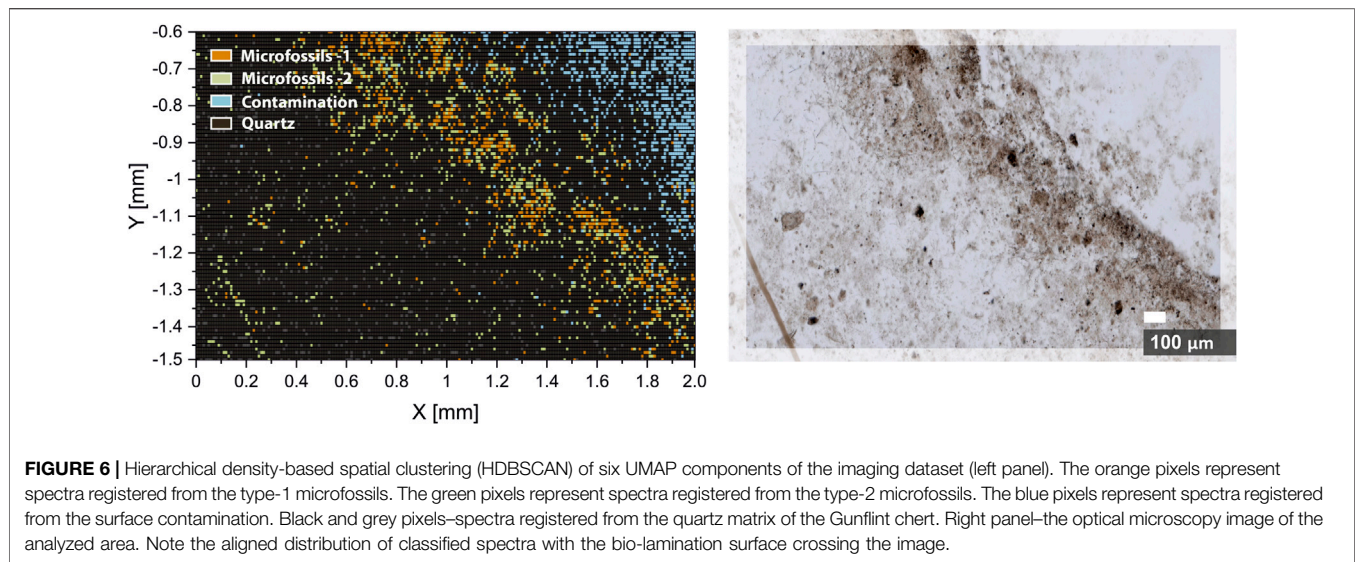 -0.6
-0.7
-0.8
-0.9
-1
-1.1
-1.2
-1.3
-1.4
-1.5
Y [mm]
Microfossils -1
Microfossils -2
Contamination
Quartz
0 0.2 0.4 0.6 0.8 1 1.2 1.4 1.6 1.8 2.0
X [mm]
100 µm
FIGURE 6 | Hierarchical density-based spatial clustering (HDBSCAN) of six UMAP components of the imaging dataset (left panel). The orange pixels represent
spectra registered from the type-1 microfossils. The green pixels represent spectra registered from the type-2 microfossils. The blue pixels represent spectra registered
from the surface contamination. Black and grey pixels–spectra registered from the quartz matrix of the Gunflint chert. Right panel–the optical microscopy image of the
analyzed area. Note the aligned distribution of classified spectra with the bio-lamination surface crossing the image.